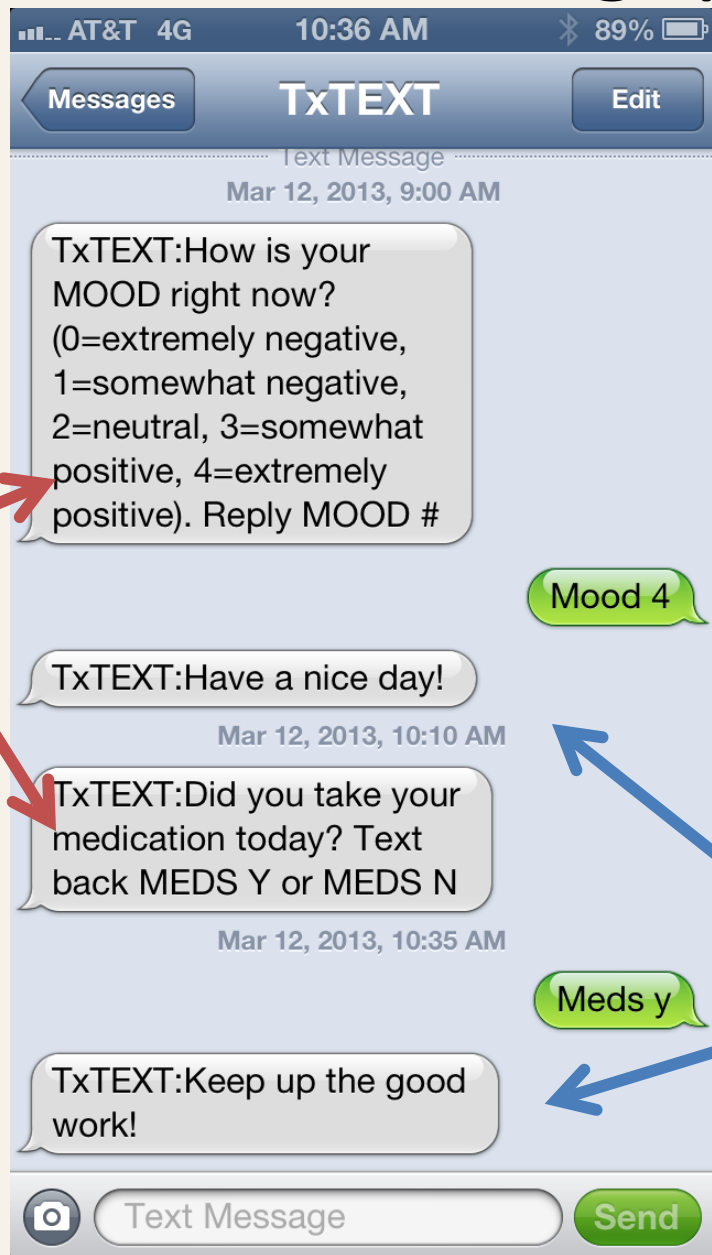 AT&T 4G 10:36 AM 89%
Messages TxTEXT Edit
Text Message
Mar 12, 2013, 9:00 AM
TxTEXT:How is your
MOOD right now?
(0=extremely negative,
1=somewhat negative,
2=neutral, 3=somewhat
positive, 4=extremely
positive). Reply MOOD #
Mood 4
TxTEXT:Have a nice day!
Mar 12, 2013, 10:10 AM
TxTEXT:Did you take your
medication today? Text
back MEDS Y or MEDS N
Mar 12, 2013, 10:35 AM
Meds y
TxTEXT:Keep up the good
work!
Text Message Send